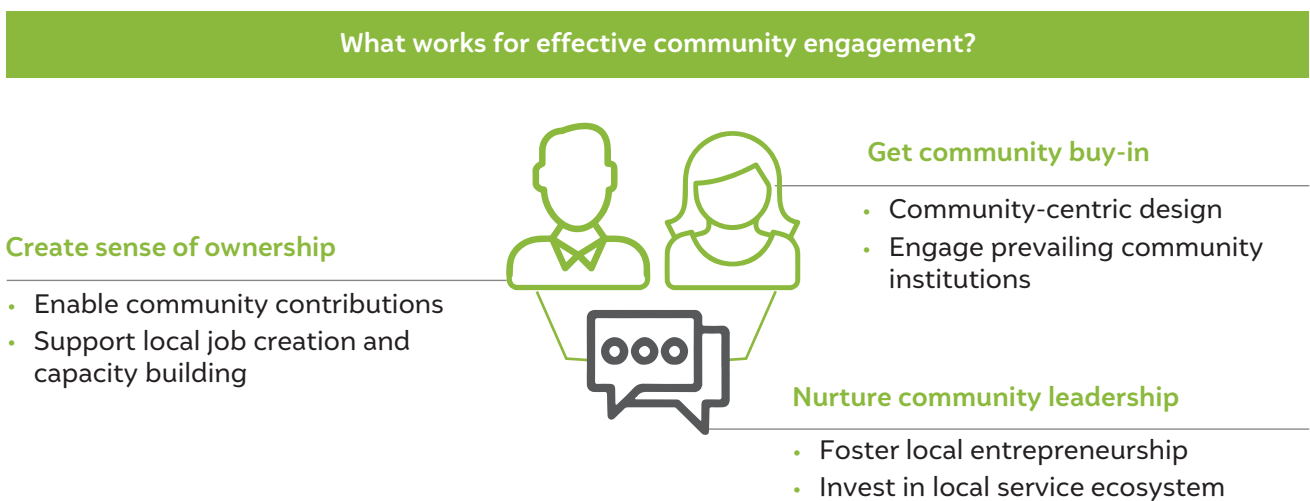 What works for effective community engagement?
Create sense of ownership
• Enable community contributions
• Support local job creation and
capacity building
Get community buy-in
• Community-centric design
• Engage prevailing community
institutions
Nurture community leadership
• Foster local entrepreneurship
• Invest in local service ecosystem